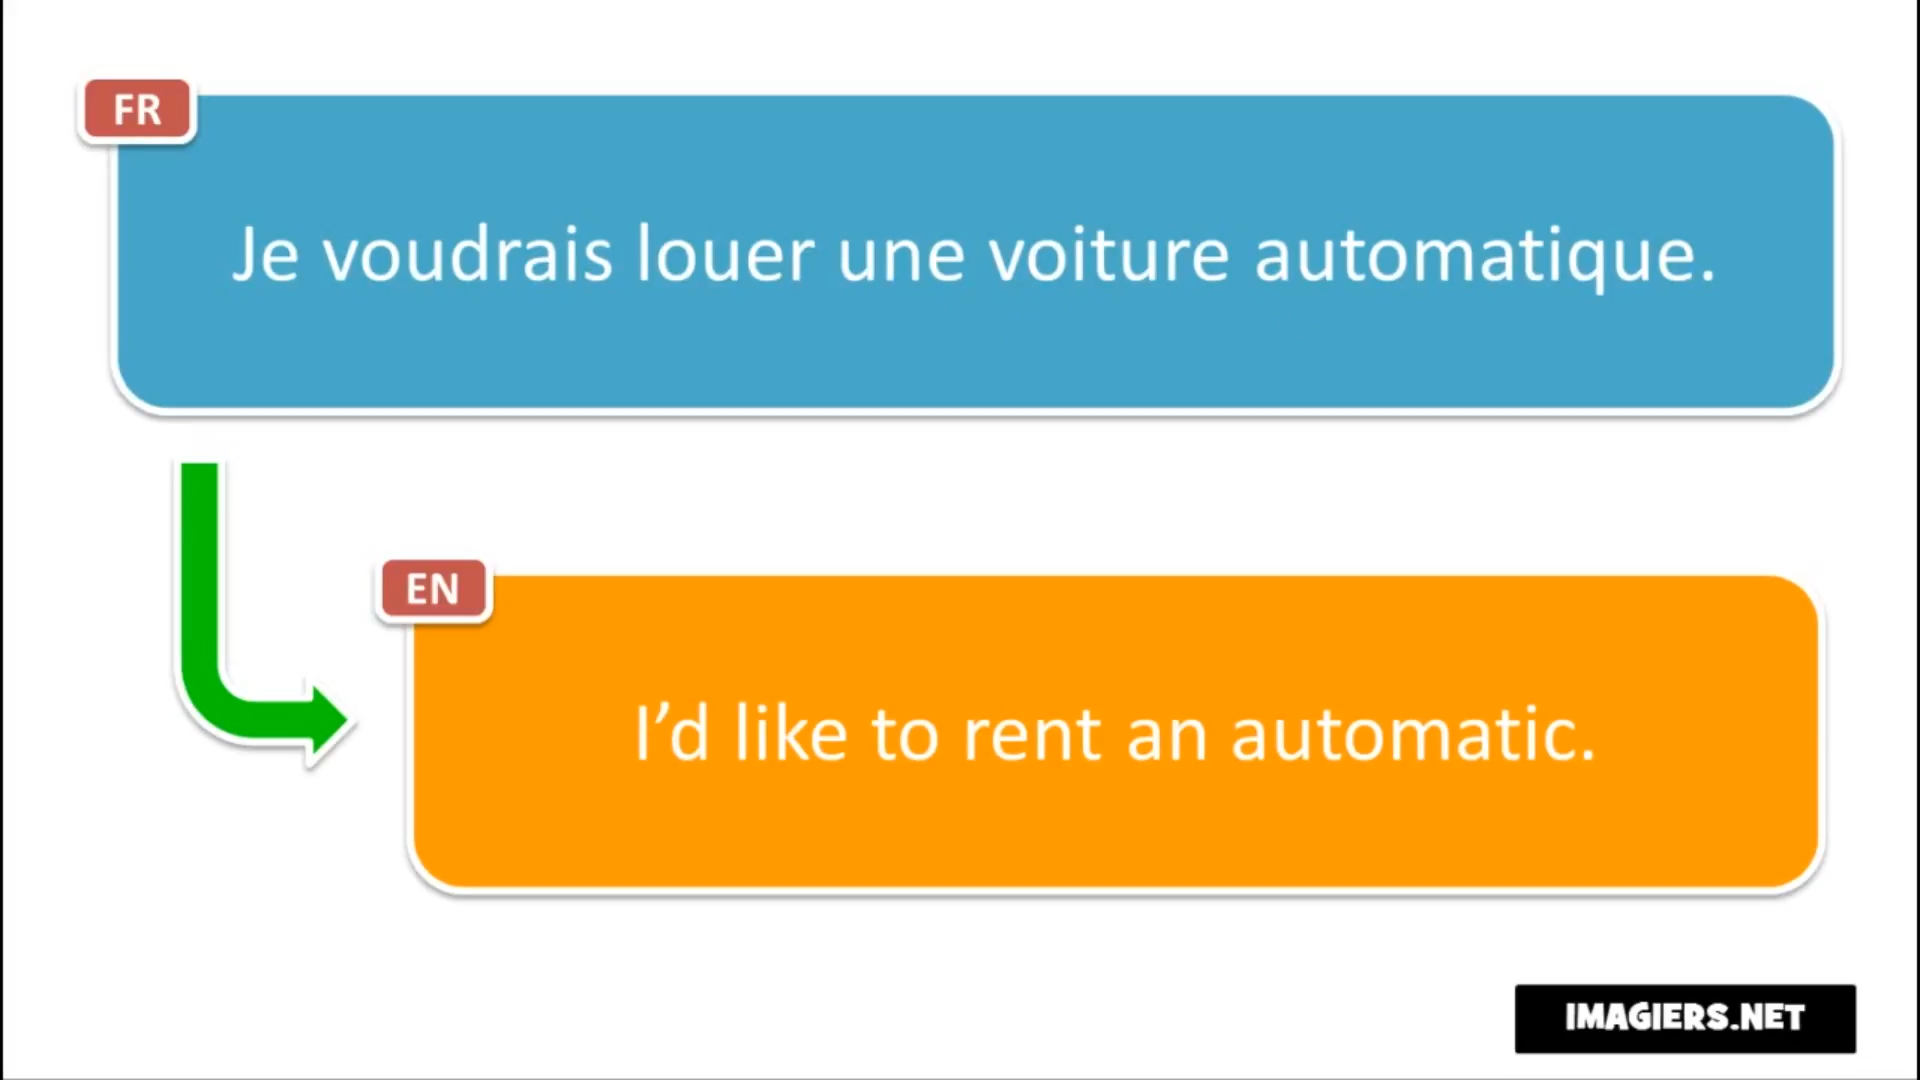 FR
Je voudrais louer une voiture automatique.
EN
I’d like to rent an automatic.
IMAGIERS.NET